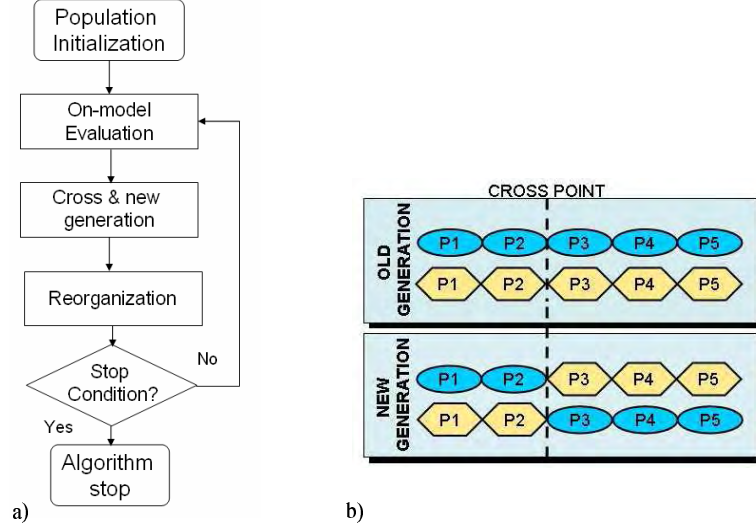 Population
Initialization
On-model
Evaluation
Cross & new
generation
Reorganization
Stop
Condition?
No
Yes
Algorithm
stop
a)
CROSS POINT
OLD
GENERATION
P1 P2 P3 P4 P5
P1 P2 P3 P4 P5
NEW
GENERATION
P1 P2 P3 P4 P5
P1 P2 P3 P4 P5
b)